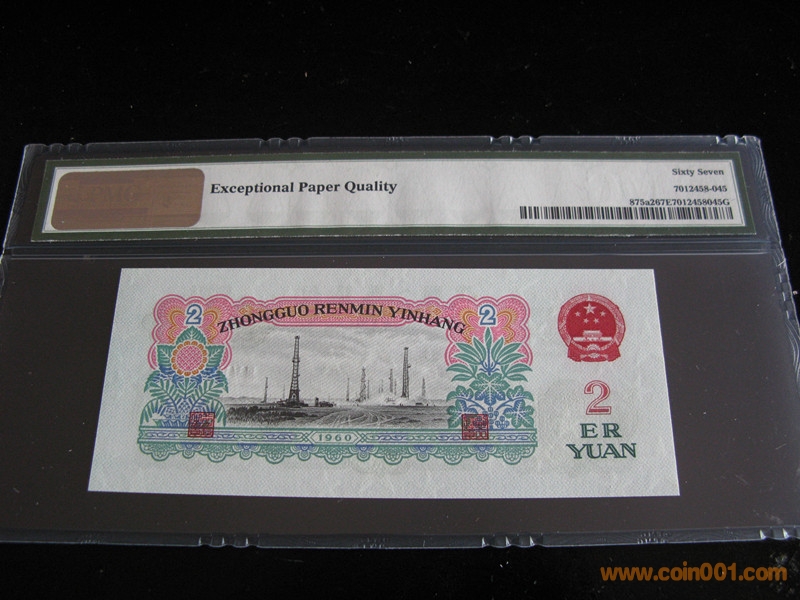 Exceptional Paper Quality
Sixty Seven
7012458-045
875a267E7012458045G
2
2
ZHONGGUO RENMIN YINHANG
2
ER
YUAN
1960
www.coin001.com